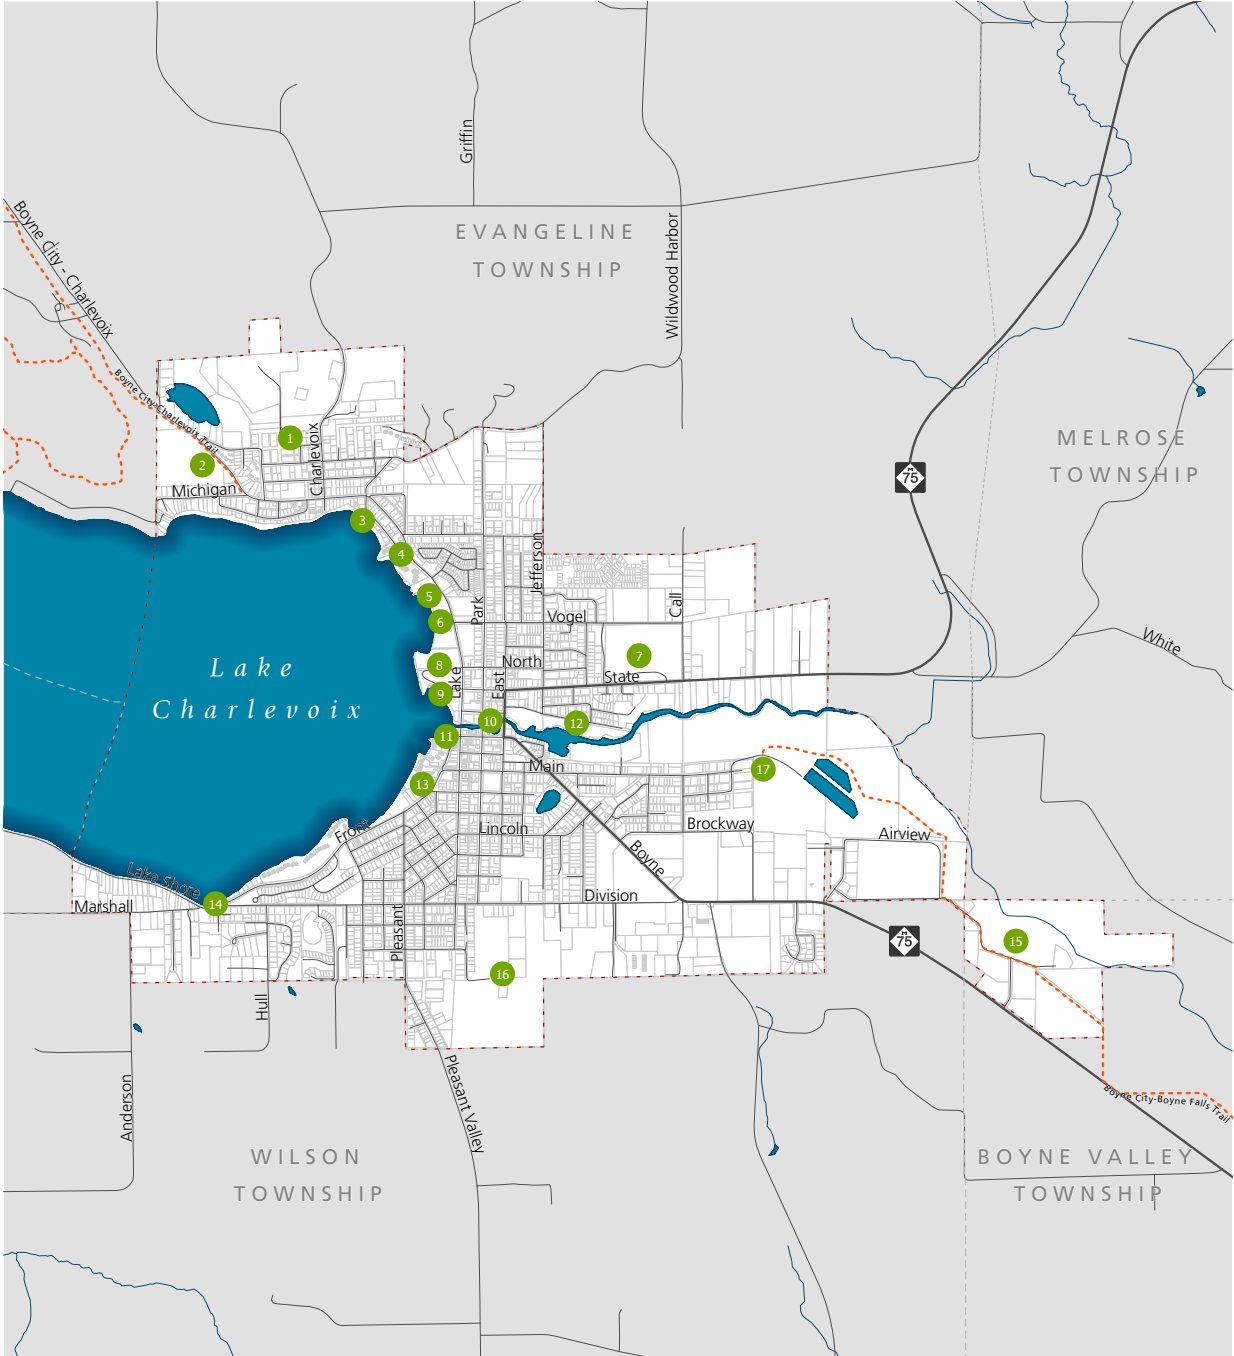 Griffin
Boyne City - Charlevoix
EVANGELINE
TOWNSHIP
Wildwood Harbor
Boyne City-Charlevoix Trail
1
Charlevoix
2
Michigan
MELROSE
TOWNSHIP
M
75
3
4
Jefferson
5
Park
Call
6
Vogel
White
7
North
8
State
Lake
East
9
Lake
Charlevoix
10
12
11
Main
17
13
Front
Lincoln
Brockway
Airview
Boyne
Lake Shore
Division
Marshall
14
Pleasant
M
75
15
16
Hull
Anderson
Pleasant Valley
Boyne City-Boyne Falls Trail
WILSON
TOWNSHIP
BOYNE VALLEY
TOWNSHIP